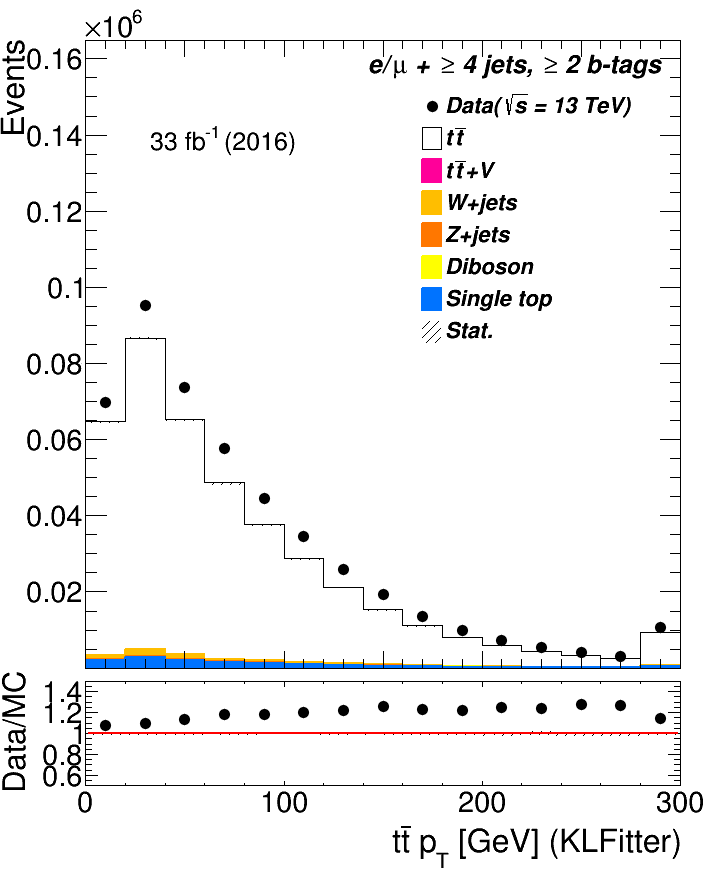 ×10⁶
Events
0.16
0.14
0.12
0.1
0.08
0.06
0.04
0.02
e/μ + ≥ 4 jets, ≥ 2 b-tags
33 fb⁻¹ (2016)
Data(√s = 13 TeV)
tt̄
tt̄+V
W+jets
Z+jets
Diboson
Single top
Stat.
Data/MC
1.4
1.2
1
0.8
0.6
0 100 200 300
tt̄ p_T [GeV] (KLFitter)